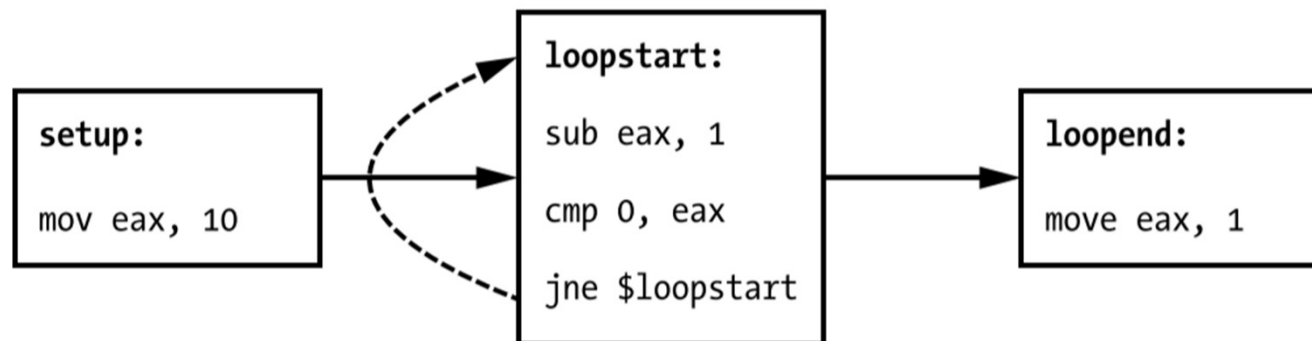 setup:
mov eax, 10
loopstart:
sub eax, 1
cmp 0, eax
jne $loopstart
loopend:
move eax, 1